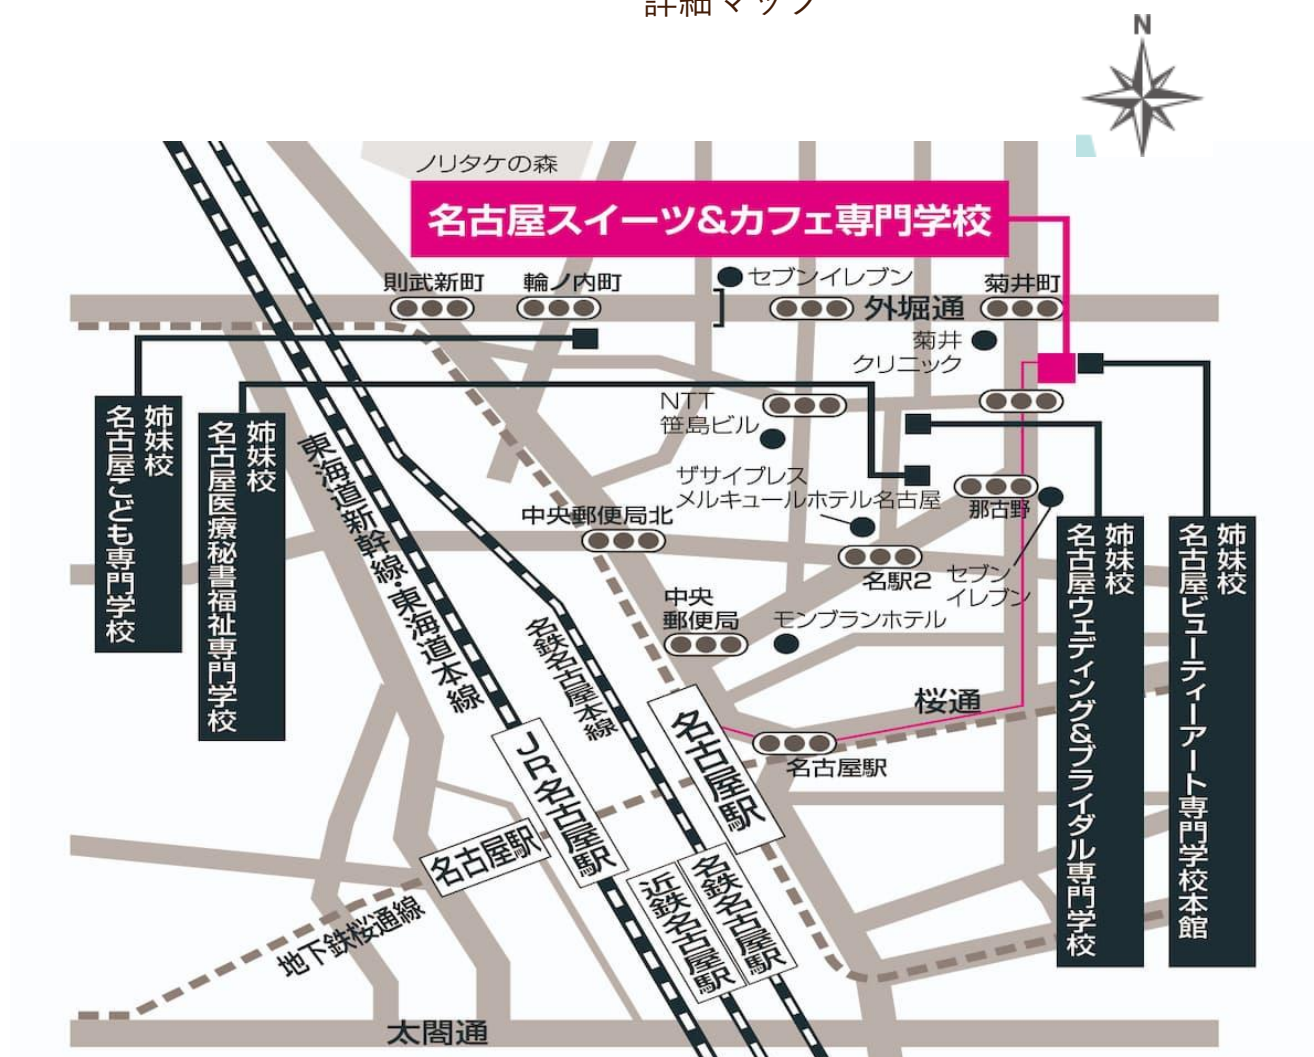 詳細マップ
N
ノリタケの森
名古屋スイーツ&カフェ専門学校
セブンイレブン
則武新町
輪ノ内町
菊井町
外堀通
菊井
クリニック
NTT
笹島ビル
姉妹校
名古屋こども専門学校
姉妹校
名古屋医療秘書福祉専門学校
東海道新幹線・東海道本線
ザサイプレス
メルキュールホテル名古屋
那古野
中央郵便局北
名駅2
セブン
イレブン
姉妹校
名古屋ウェディング&ブライダル専門学校
姉妹校
名古屋ビューティーアート専門学校本館
中央
郵便局
モンブランホテル
名鉄名古屋本線
桜通
名古屋駅
名古屋駅
JR名古屋駅
名古屋駅
近鉄名古屋駅
名鉄名古屋駅
地下鉄桜通線
太閤通